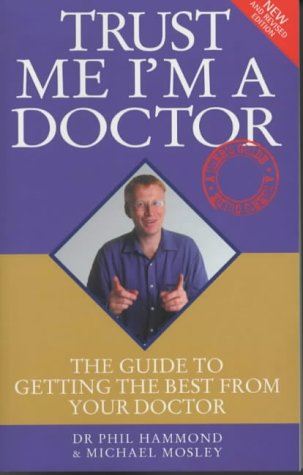 TRUST
ME I'M A
DOCTOR
NEW
AND REVISED
EDITION
THE GUIDE TO
GETTING THE BEST FROM
YOUR DOCTOR
DR PHIL HAMMOND
& MICHAEL MOSLEY